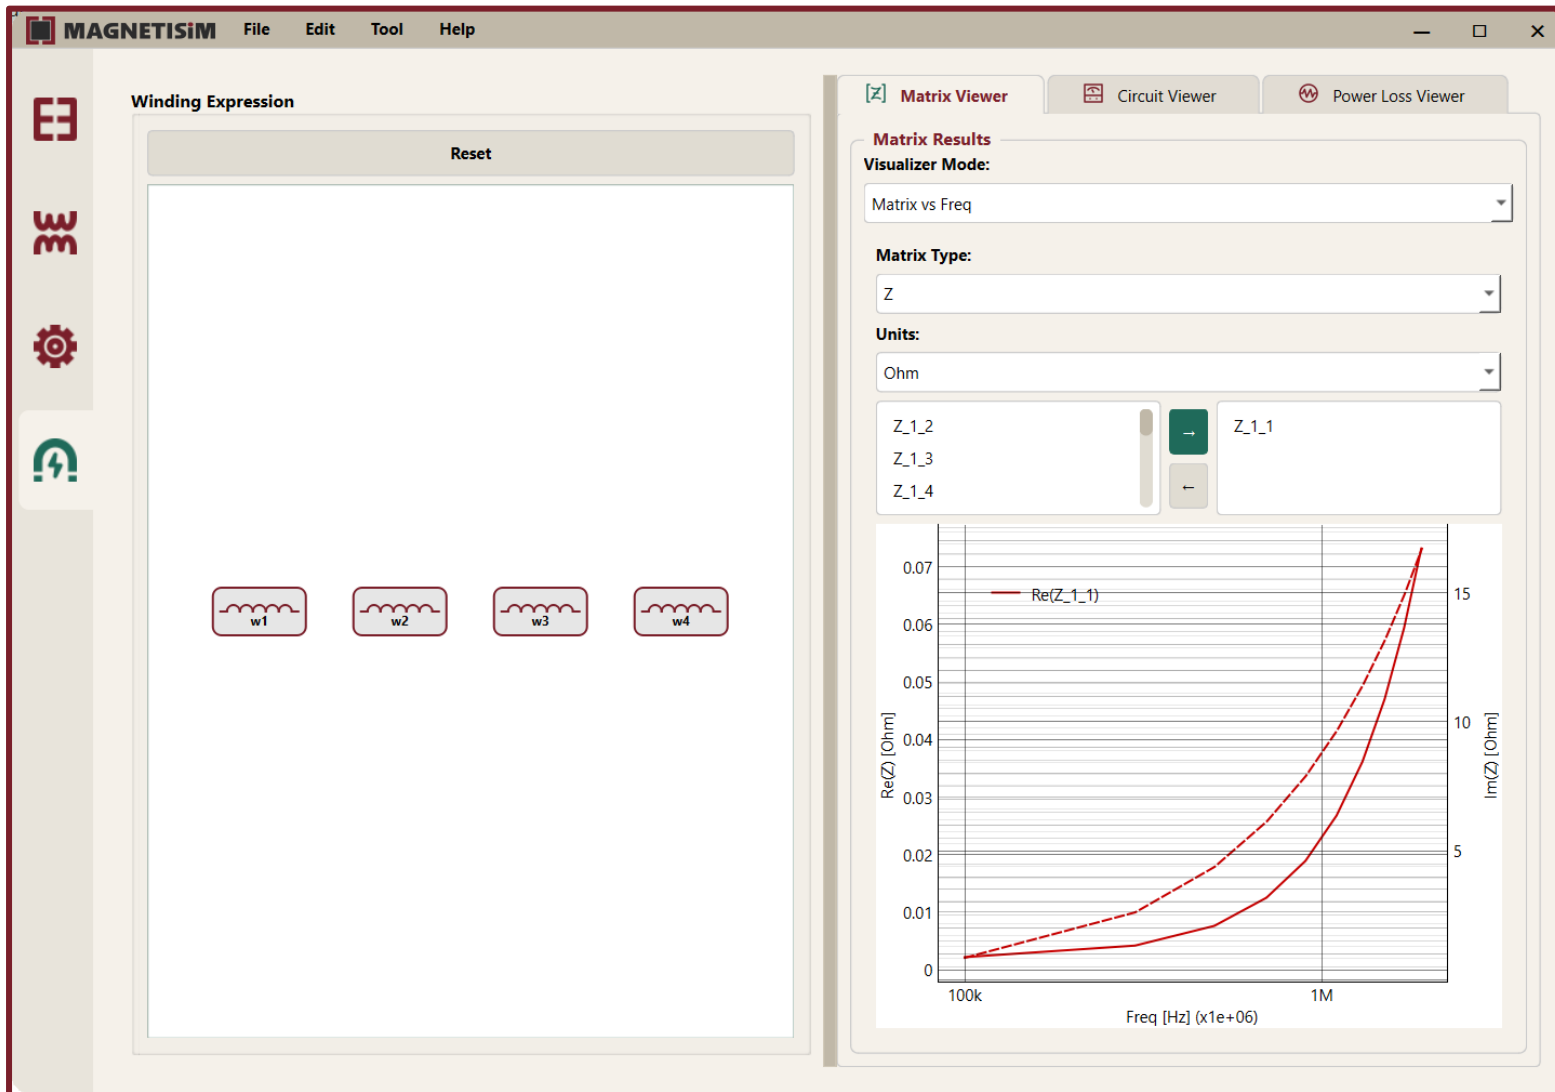 MAGNETISiM File Edit Tool Help
Winding Expression
Reset
w1 w2 w3 w4
[Z] Matrix Viewer Circuit Viewer Power Loss Viewer
Matrix Results
Visualizer Mode:
Matrix vs Freq
Matrix Type:
Z
Units:
Ohm
Z_1_2
Z_1_3
Z_1_4
→
←
Z_1_1
Re(Z_1_1)
0.07
0.06
0.05
0.04
0.03
0.02
0.01
0
Re(Z) [Ohm]
15
10
5
Im(Z) [Ohm]
100k 1M
Freq [Hz] (x1e+06)